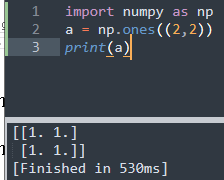 1 import numpy as np
2 a = np.ones((2,2))
3 print(a)
[[1. 1.]
 [1. 1.]]
[Finished in 530ms]